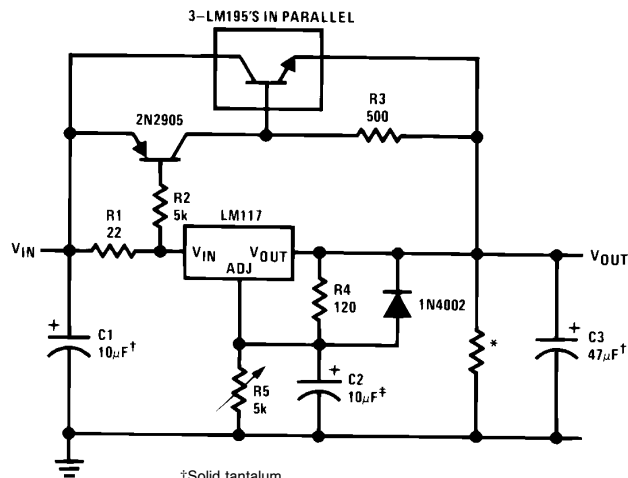 3–LM195'S IN PARALLEL
2N2905
R3
500
R2
5k
LM117
R1
22
VIN
VIN
VOUT
ADJ
VOUT
R4
120
1N4002
*
+
C1
10µF†
R5
5k
+
C2
10µF‡
+
C3
47µF†
†Solid tantalum